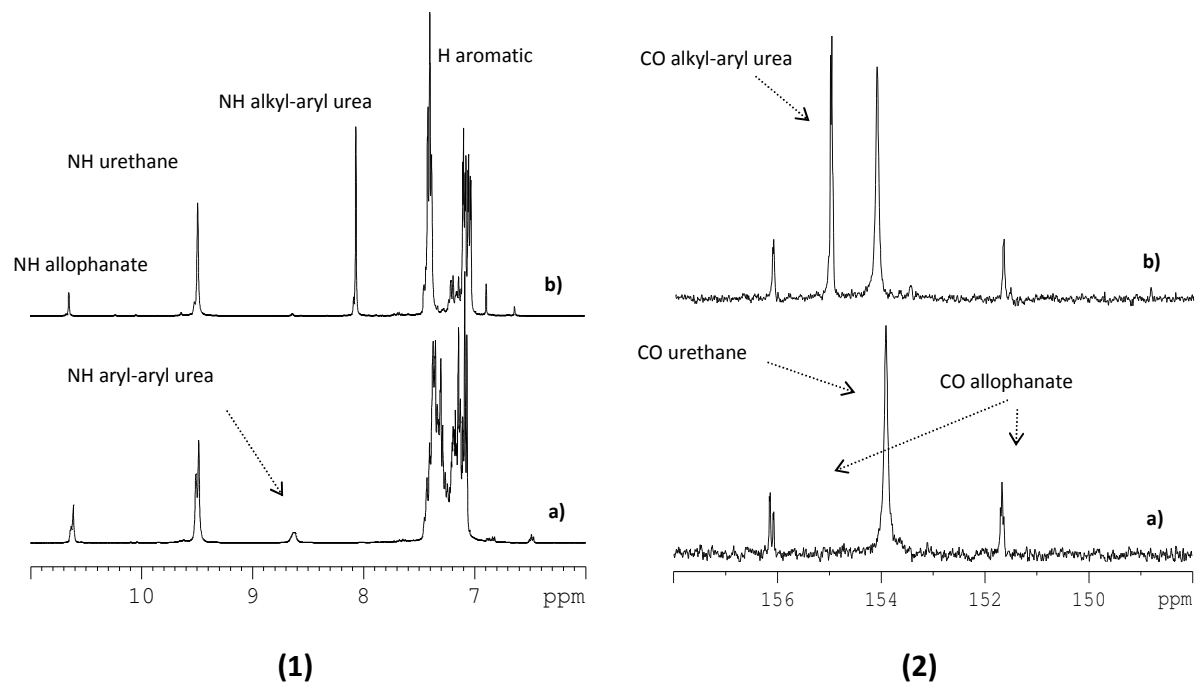 H aromatic
NH alkyl-aryl urea
NH urethane
NH allophanate
b)
NH aryl-aryl urea
a)
10 9 8 7 ppm
(1)
CO alkyl-aryl urea
b)
CO urethane
CO allophanate
a)
156 154 152 150 ppm
(2)